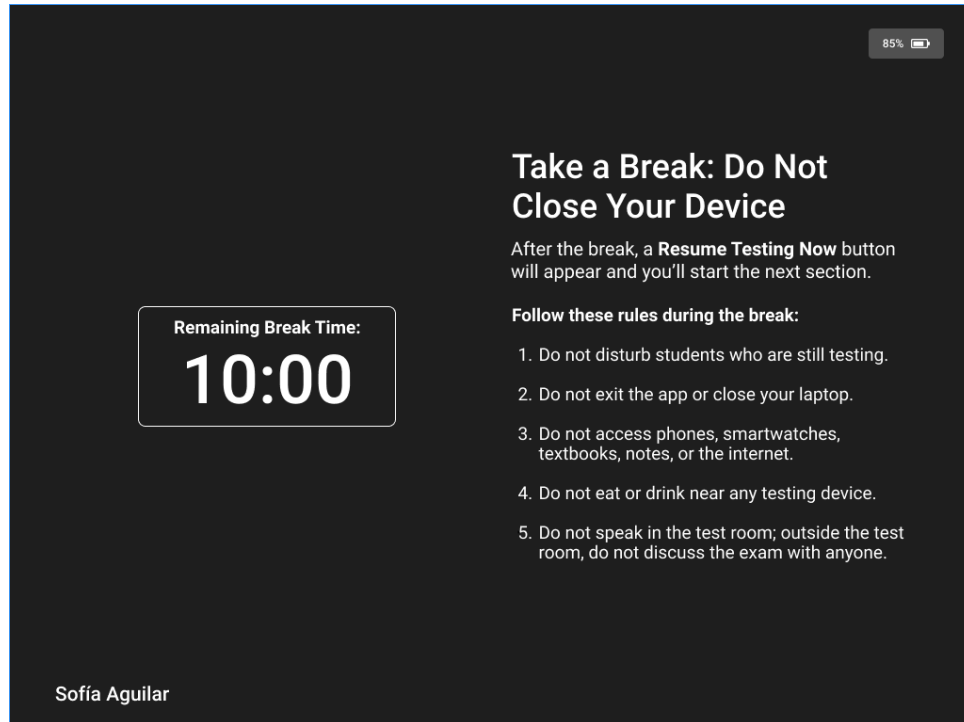 85%
Take a Break: Do Not
Close Your Device
After the break, a Resume Testing Now button
will appear and you’ll start the next section.
Remaining Break Time:
10:00
Follow these rules during the break:
1. Do not disturb students who are still testing.
2. Do not exit the app or close your laptop.
3. Do not access phones, smartwatches,
textbooks, notes, or the internet.
4. Do not eat or drink near any testing device.
5. Do not speak in the test room; outside the test
room, do not discuss the exam with anyone.
Sofía Aguilar